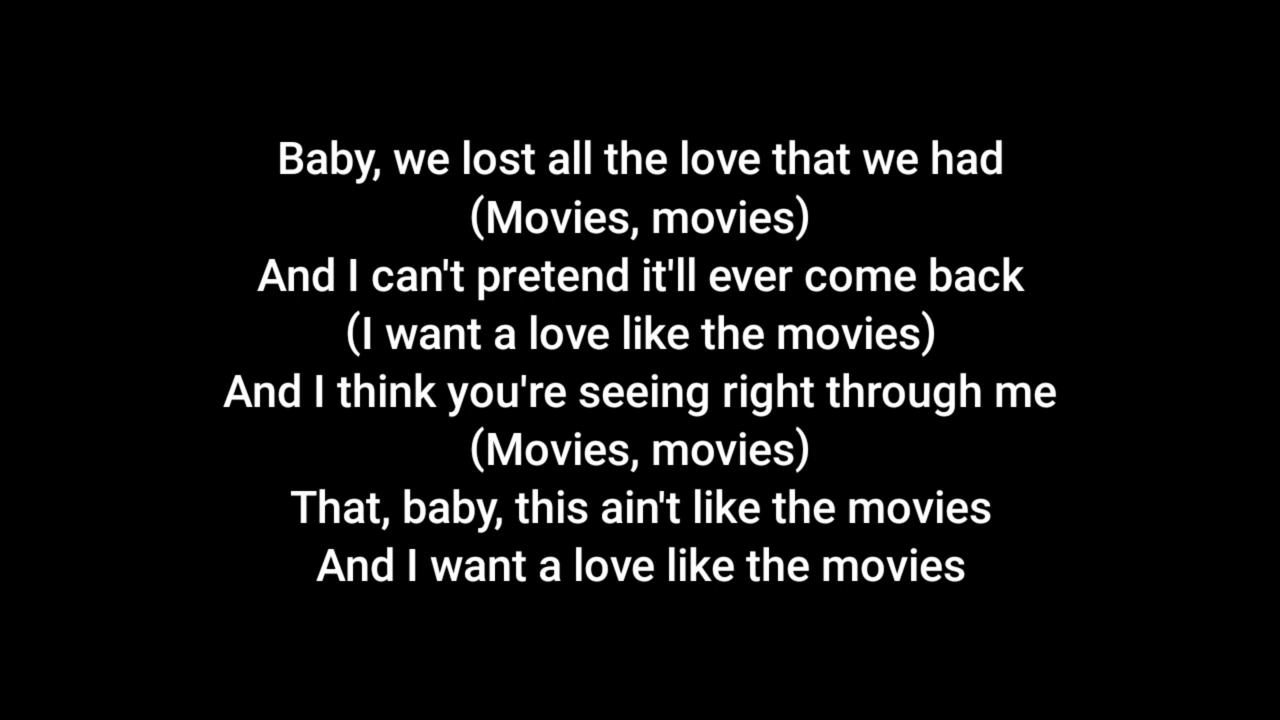 Baby, we lost all the love that we had
(Movies, movies)
And I can't pretend it'll ever come back
(I want a love like the movies)
And I think you're seeing right through me
(Movies, movies)
That, baby, this ain't like the movies
And I want a love like the movies